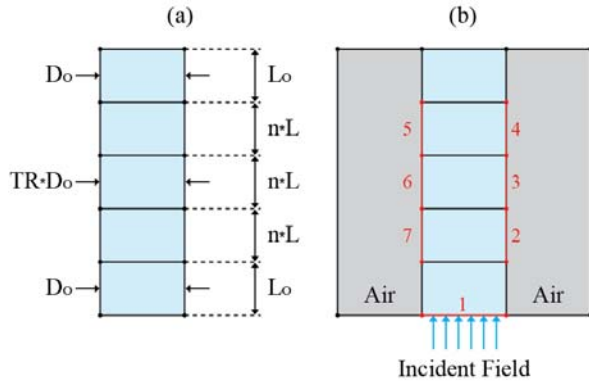 (a)
(b)
Do
Lo
n*L
TR*Do
n*L
n*L
Do
Lo
5
4
6
3
7
2
Air
1
Air
Incident Field